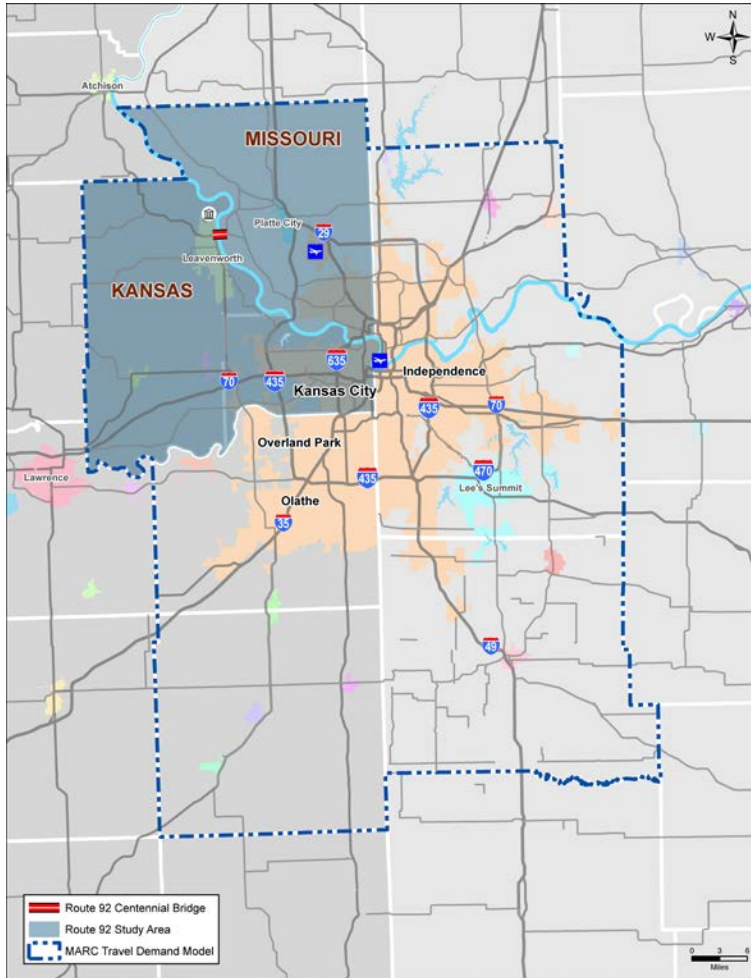 N
W E
S
Atchison
MISSOURI
Platte City
29
Leavenworth
KANSAS
635
70
435
Independence
Kansas City
435
70
Overland Park
Lawrence
435
470
Lee's Summit
Olathe
35
49
Route 92 Centennial Bridge
Route 92 Study Area
MARC Travel Demand Model
0 3 6
Miles